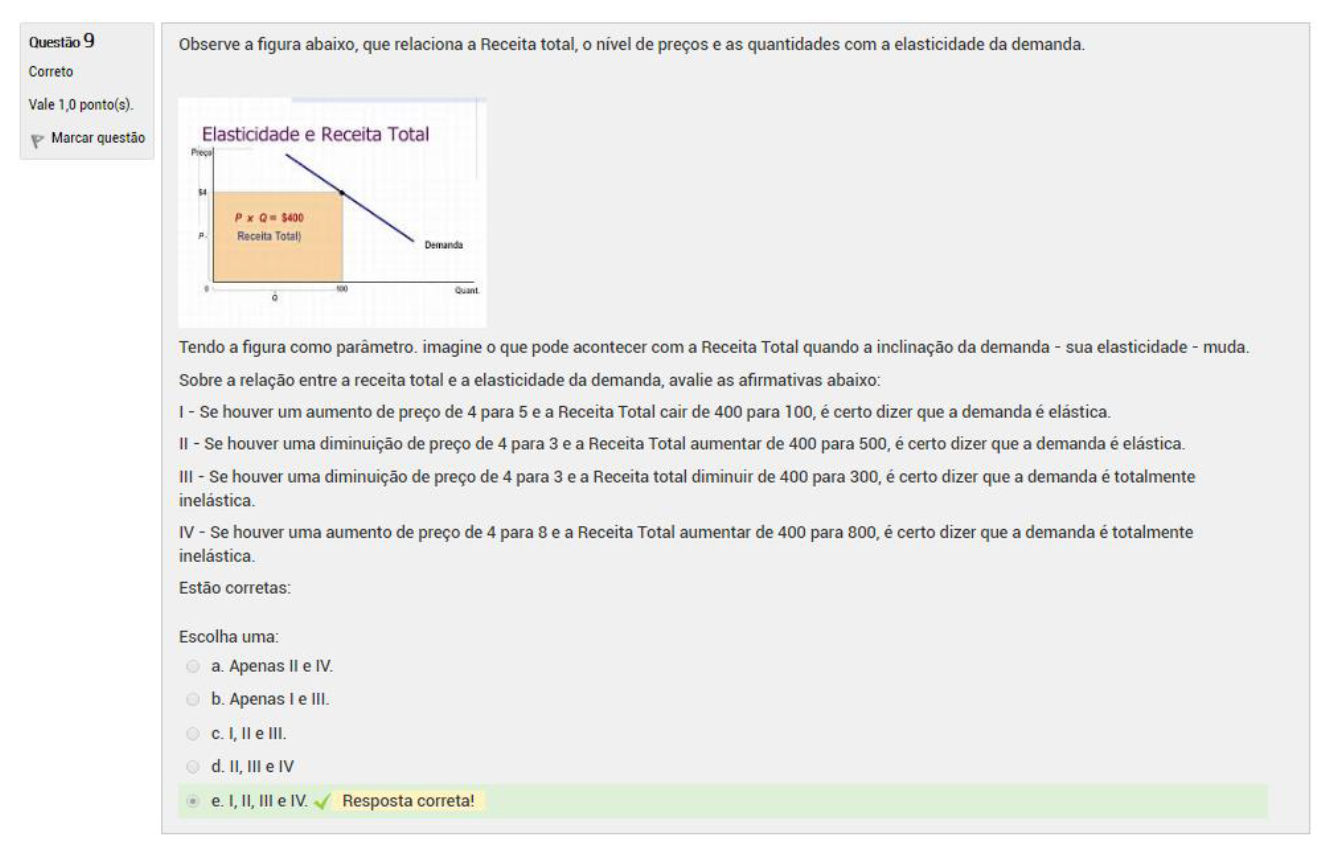 Questão 9
Correto
Vale 1,0 ponto(s).
Marcar questão
Observe a figura abaixo, que relaciona a Receita total, o nível de preços e as quantidades com a elasticidade da demanda.
Elasticidade e Receita Total
Preço
$4
P x Q = $400
Receita Total)
P
Demanda
0
100
Quant.
Q
Tendo a figura como parâmetro. imagine o que pode acontecer com a Receita Total quando a inclinação da demanda - sua elasticidade - muda.
Sobre a relação entre a receita total e a elasticidade da demanda, avalie as afirmativas abaixo:
I - Se houver um aumento de preço de 4 para 5 e a Receita Total cair de 400 para 100, é certo dizer que a demanda é elástica.
II - Se houver uma diminuição de preço de 4 para 3 e a Receita Total aumentar de 400 para 500, é certo dizer que a demanda é elástica.
III - Se houver uma diminuição de preço de 4 para 3 e a Receita total diminuir de 400 para 300, é certo dizer que a demanda é totalmente
inelástica.
IV - Se houver uma aumento de preço de 4 para 8 e a Receita Total aumentar de 400 para 800, é certo dizer que a demanda é totalmente
inelástica.
Estão corretas:
Escolha uma:
a. Apenas II e IV.
b. Apenas I e III.
c. I, II e III.
d. II, III e IV
e. I, II, III e IV. Resposta correta!